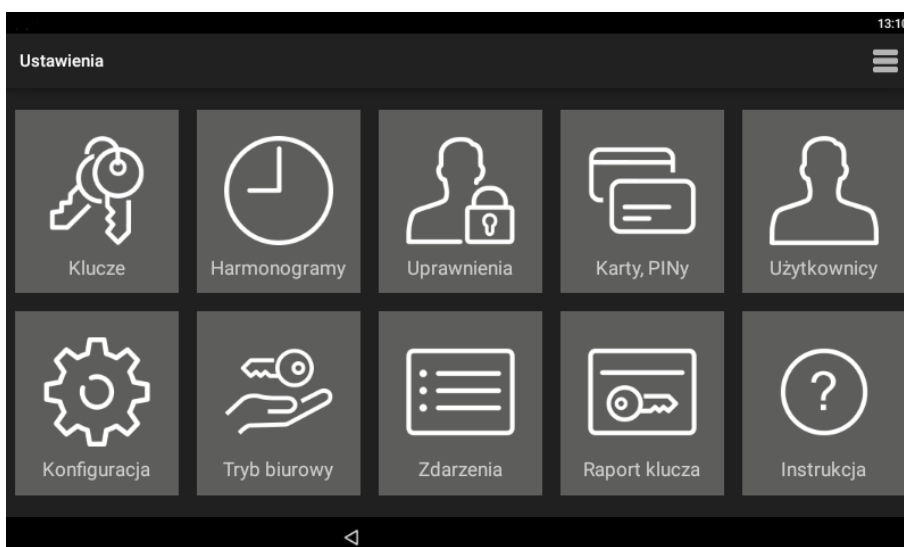 13:10
Ustawienia
Klucze
Harmonogramy
Uprawnienia
Karty, PINy
Użytkownicy
Konfiguracja
Tryb biurowy
Zdarzenia
Raport klucza
Instrukcja